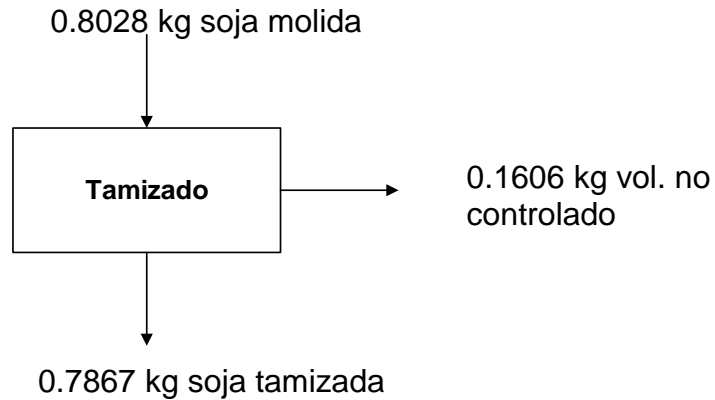 0.8028 kg soja molida
Tamizado
0.1606 kg vol. no
controlado
0.7867 kg soja tamizada